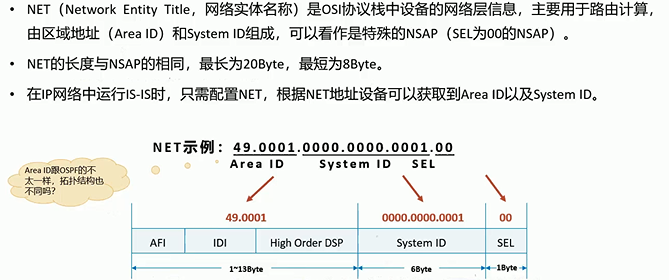 • NET（Network Entity Title，网络实体名称）是OSI协议栈中设备的网络层信息，主要用于路由计算，
由区域地址（Area ID）和System ID组成，可以看作是特殊的NSAP（SEL为00的NSAP）。
• NET的长度与NSAP的相同，最长为20Byte，最短为8Byte。
• 在IP网络中运行IS-IS时，只需配置NET，根据NET地址设备可以获取到Area ID以及System ID。
NET示例：49.0001.0000.0000.0001.00
Area ID System ID SEL
Area ID跟OSPF的不
太一样，拓扑结构也
不同吗？
49.0001 0000.0000.0001 00
AFI IDI High Order DSP System ID SEL
1~13Byte 6Byte 1Byte